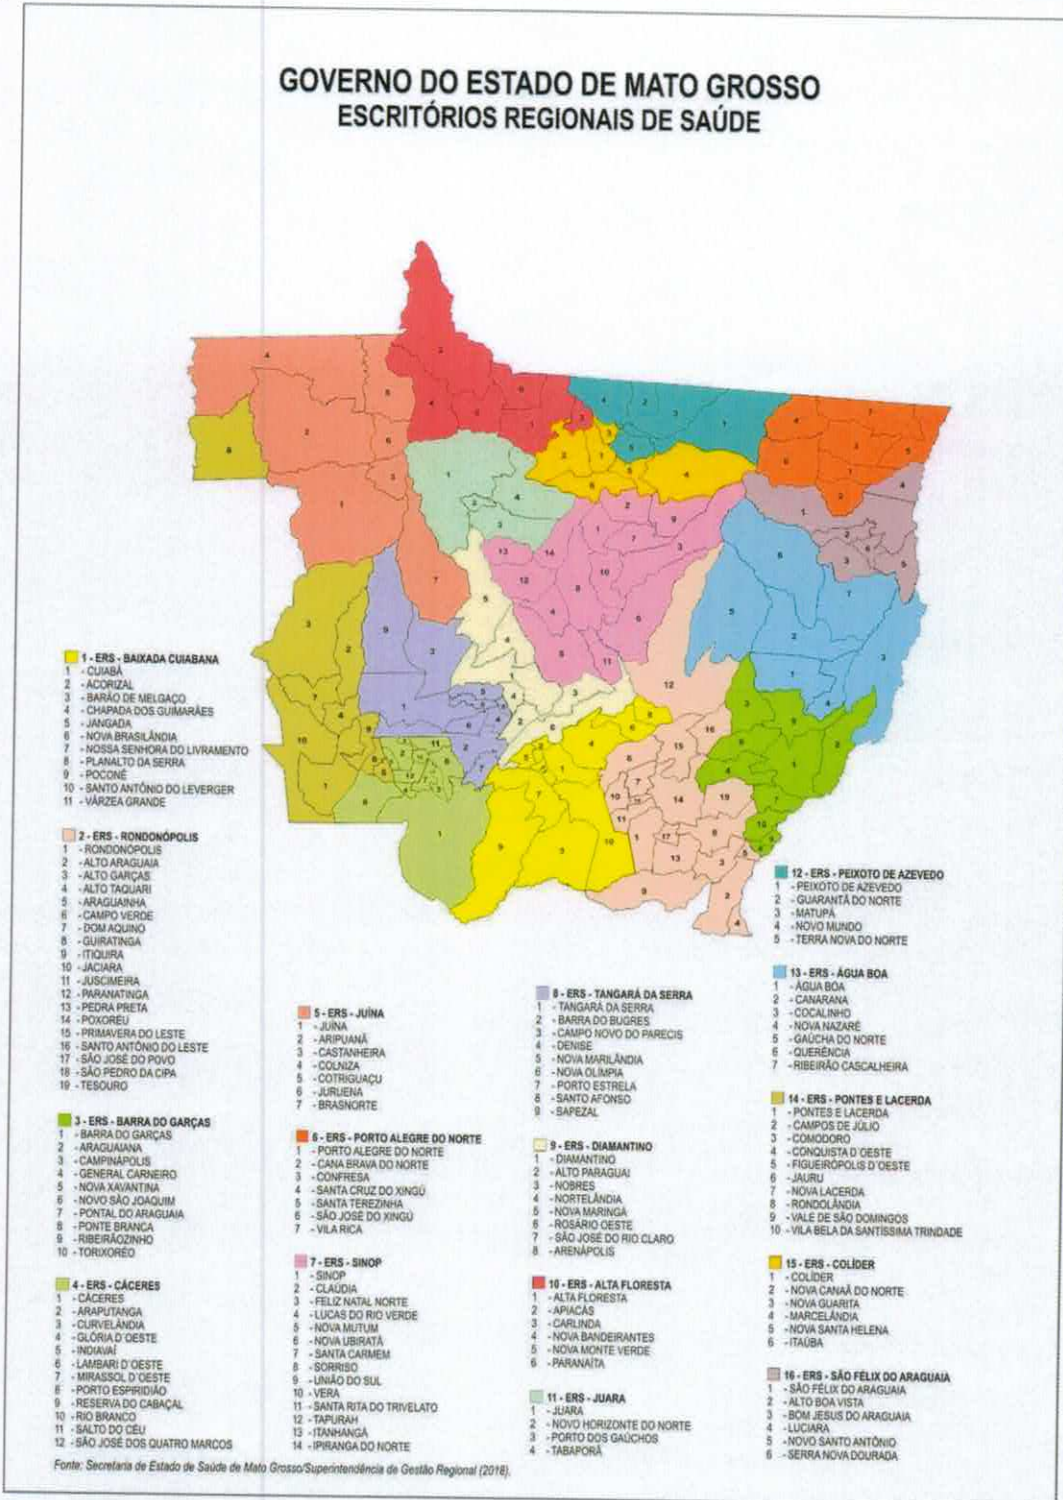 GOVERNO DO ESTADO DE MATO GROSSO
ESCRITÓRIOS REGIONAIS DE SAÚDE
1 - ERS - BAIXADA CUIABANA
1 - CUIABÁ
2 - ACORIZAL
3 - BARÃO DE MELGAÇO
4 - CHAPADA DOS GUIMARÃES
5 - JANGADA
6 - NOVA BRASILÂNDIA
7 - NOSSA SENHORA DO LIVRAMENTO
8 - PLANALTO DA SERRA
9 - POCONÉ
10 - SANTO ANTÔNIO DO LEVERGER
11 - VÁRZEA GRANDE
2 - ERS - RONDONÓPOLIS
1 - RONDONÓPOLIS
2 - ALTO ARAGUAIA
3 - ALTO GARÇAS
4 - ALTO TAQUARI
5 - ARAGUAINHA
6 - CAMPO VERDE
7 - DOM AQUINO
8 - GUIRATINGA
9 - ITIQUIRA
10 - JACIARA
11 - JUSCIMEIRA
12 - PARANATINGA
13 - PEDRA PRETA
14 - POXORÉU
15 - PRIMAVERA DO LESTE
16 - SANTO ANTÔNIO DO LESTE
17 - SÃO JOSÉ DO POVO
18 - SÃO PEDRO DA CIPA
19 - TESOURO
3 - ERS - BARRA DO GARÇAS
1 - BARRA DO GARÇAS
2 - ARAGUAIANA
3 - CAMPINÁPOLIS
4 - GENERAL CARNEIRO
5 - NOVA XAVANTINA
6 - NOVO SÃO JOAQUIM
7 - PONTAL DO ARAGUAIA
8 - PONTE BRANCA
9 - RIBEIRÃOZINHO
10 - TORIXORÉO
4 - ERS - CÁCERES
1 - CÁCERES
2 - ARAPUTANGA
3 - CURVELÂNDIA
4 - GLÓRIA D'OESTE
5 - INDIAVAÍ
6 - LAMBARI D'OESTE
7 - MIRASSOL D'OESTE
8 - PORTO ESPIRIDIÃO
9 - RESERVA DO CABAÇAL
10 - RIO BRANCO
11 - SALTO DO CÉU
12 - SÃO JOSÉ DOS QUATRO MARCOS
5 - ERS - JUÍNA
1 - JUÍNA
2 - ARIPUANÃ
3 - CASTANHEIRA
4 - COLNIZA
5 - COTRIGUAÇU
6 - JURUENA
7 - BRASNORTE
6 - ERS - PORTO ALEGRE DO NORTE
1 - PORTO ALEGRE DO NORTE
2 - CANA BRAVA DO NORTE
3 - CONFRESA
4 - SANTA CRUZ DO XINGÚ
5 - SANTA TEREZINHA
6 - SÃO JOSÉ DO XINGÚ
7 - VILA RICA
7 - ERS - SINOP
1 - SINOP
2 - CLAÚDIA
3 - FELIZ NATAL NORTE
4 - LUCAS DO RIO VERDE
5 - NOVA MUTUM
6 - NOVA UBIRATÃ
7 - SANTA CARMEM
8 - SORRISO
9 - UNIÃO DO SUL
10 - VERA
11 - SANTA RITA DO TRIVELATO
12 - TAPURAH
13 - ITANHANGÁ
14 - IPIRANGA DO NORTE
8 - ERS - TANGARÁ DA SERRA
1 - TANGARÁ DA SERRA
2 - BARRA DO BUGRES
3 - CAMPO NOVO DO PARECIS
4 - DENISE
5 - NOVA MARILÂNDIA
6 - NOVA OLÍMPIA
7 - PORTO ESTRELA
8 - SANTO AFONSO
9 - SAPEZAL
9 - ERS - DIAMANTINO
1 - DIAMANTINO
2 - ALTO PARAGUAI
3 - NOBRES
4 - NORTELÂNDIA
5 - NOVA MARINGÁ
6 - ROSÁRIO OESTE
7 - SÃO JOSÉ DO RIO CLARO
8 - ARENÁPOLIS
10 - ERS - ALTA FLORESTA
1 - ALTA FLORESTA
2 - APIACÁS
3 - CARLINDA
4 - NOVA BANDEIRANTES
5 - NOVA MONTE VERDE
6 - PARANAÍTA
11 - ERS - JUARA
1 - JUARA
2 - NOVO HORIZONTE DO NORTE
3 - PORTO DOS GAÚCHOS
4 - TABAPORÃ
12 - ERS - PEIXOTO DE AZEVEDO
1 - PEIXOTO DE AZEVEDO
2 - GUARANTÃ DO NORTE
3 - MATUPÁ
4 - NOVO MUNDO
5 - TERRA NOVA DO NORTE
13 - ERS - ÁGUA BOA
1 - ÁGUA BOA
2 - CANARANA
3 - COCALINHO
4 - NOVA NAZARÉ
5 - GAÚCHA DO NORTE
6 - QUERÊNCIA
7 - RIBEIRÃO CASCALHEIRA
14 - ERS - PONTES E LACERDA
1 - PONTES E LACERDA
2 - CAMPOS DE JÚLIO
3 - COMODORO
4 - CONQUISTA D'OESTE
5 - FIGUEIRÓPOLIS D'OESTE
6 - JAURU
7 - NOVA LACERDA
8 - RONDOLÂNDIA
9 - VALE DE SÃO DOMINGOS
10 - VILA BELA DA SANTÍSSIMA TRINDADE
15 - ERS - COLÍDER
1 - COLÍDER
2 - NOVA CANAÃ DO NORTE
3 - NOVA GUARITA
4 - MARCELÂNDIA
5 - NOVA SANTA HELENA
6 - ITAÚBA
16 - ERS - SÃO FÉLIX DO ARAGUAIA
1 - SÃO FÉLIX DO ARAGUAIA
2 - ALTO BOA VISTA
3 - BOM JESUS DO ARAGUAIA
4 - LUCIARA
5 - NOVO SANTO ANTÔNIO
6 - SERRA NOVA DOURADA
Fonte: Secretaria de Estado de Saúde de Mato Grosso/Superintendência de Gestão Regional (2018).